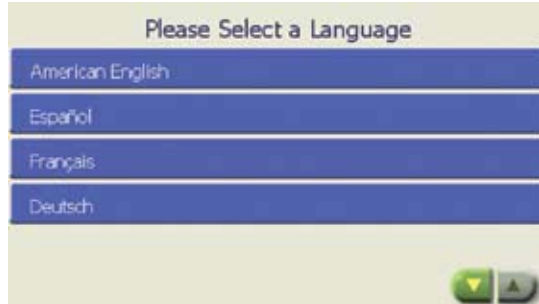 Please Select a Language
American English
Español
Français
Deutsch